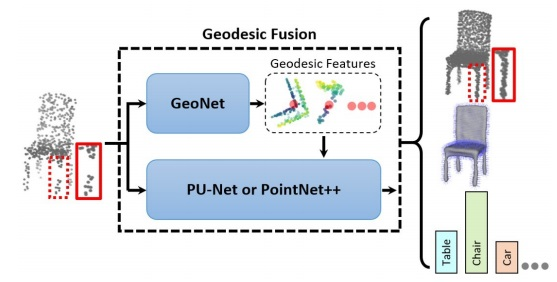 Geodesic Fusion
Geodesic Features
GeoNet
PU-Net or PointNet++
Table
Chair
Car